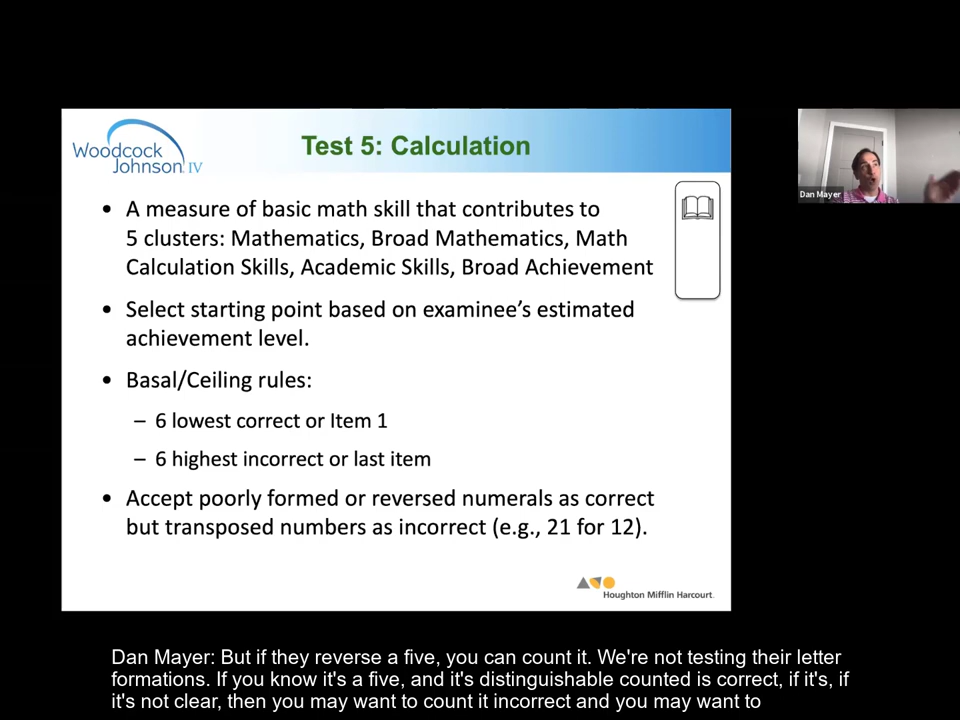 Woodcock
Johnson IV
Test 5: Calculation
Dan Mayer
• A measure of basic math skill that contributes to
5 clusters: Mathematics, Broad Mathematics, Math
Calculation Skills, Academic Skills, Broad Achievement
• Select starting point based on examinee’s estimated
achievement level.
• Basal/Ceiling rules:
– 6 lowest correct or Item 1
– 6 highest incorrect or last item
• Accept poorly formed or reversed numerals as correct
but transposed numbers as incorrect (e.g., 21 for 12).
Houghton Mifflin Harcourt.
Dan Mayer: But if they reverse a five, you can count it. We're not testing their letter
formations. If you know it's a five, and it's distinguishable counted is correct, if it's, if
it's not clear, then you may want to count it incorrect and you may want to